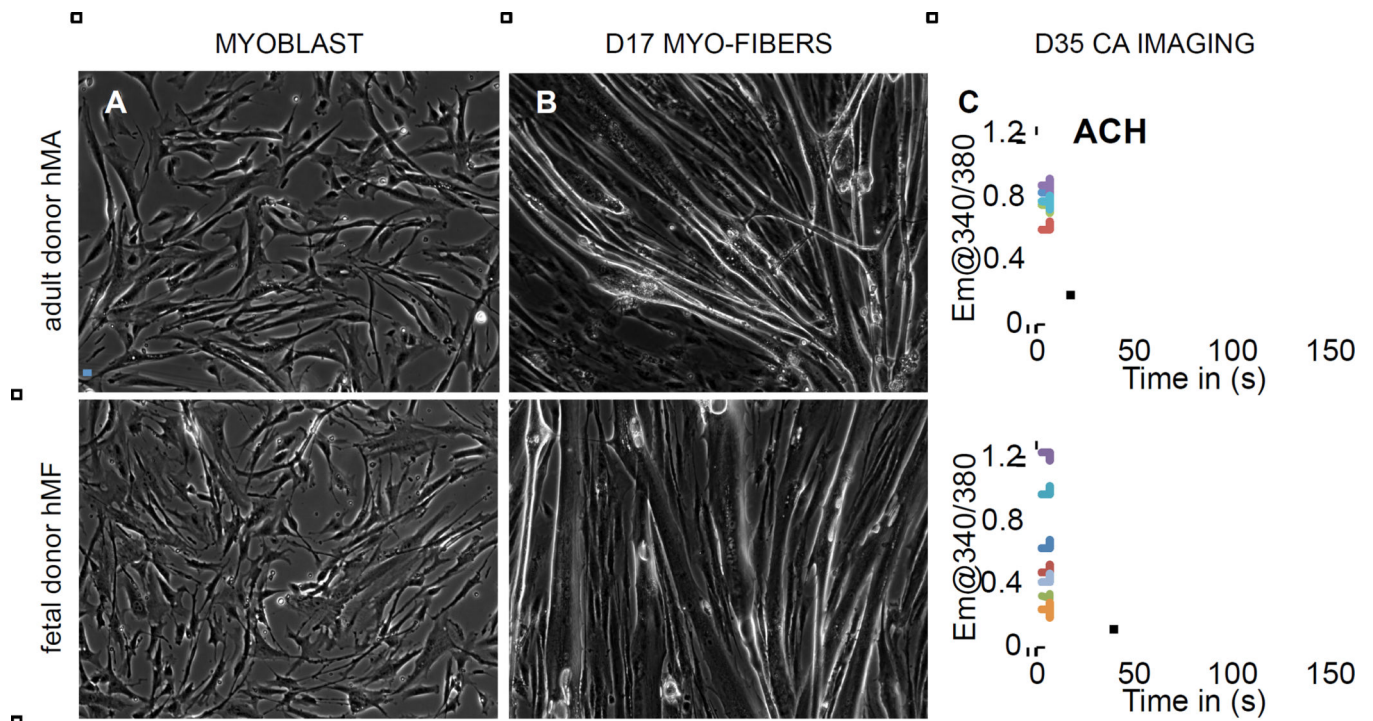 MYOBLAST
D17 MYO-FIBERS
D35 CA IMAGING
adult donor hMA
A
B
C
ACH
Em@340/380
1.2
0.8
0.4
0
0 50 100 150
Time in (s)
fetal donor hMF
Em@340/380
1.2
0.8
0.4
0
0 50 100 150
Time in (s)